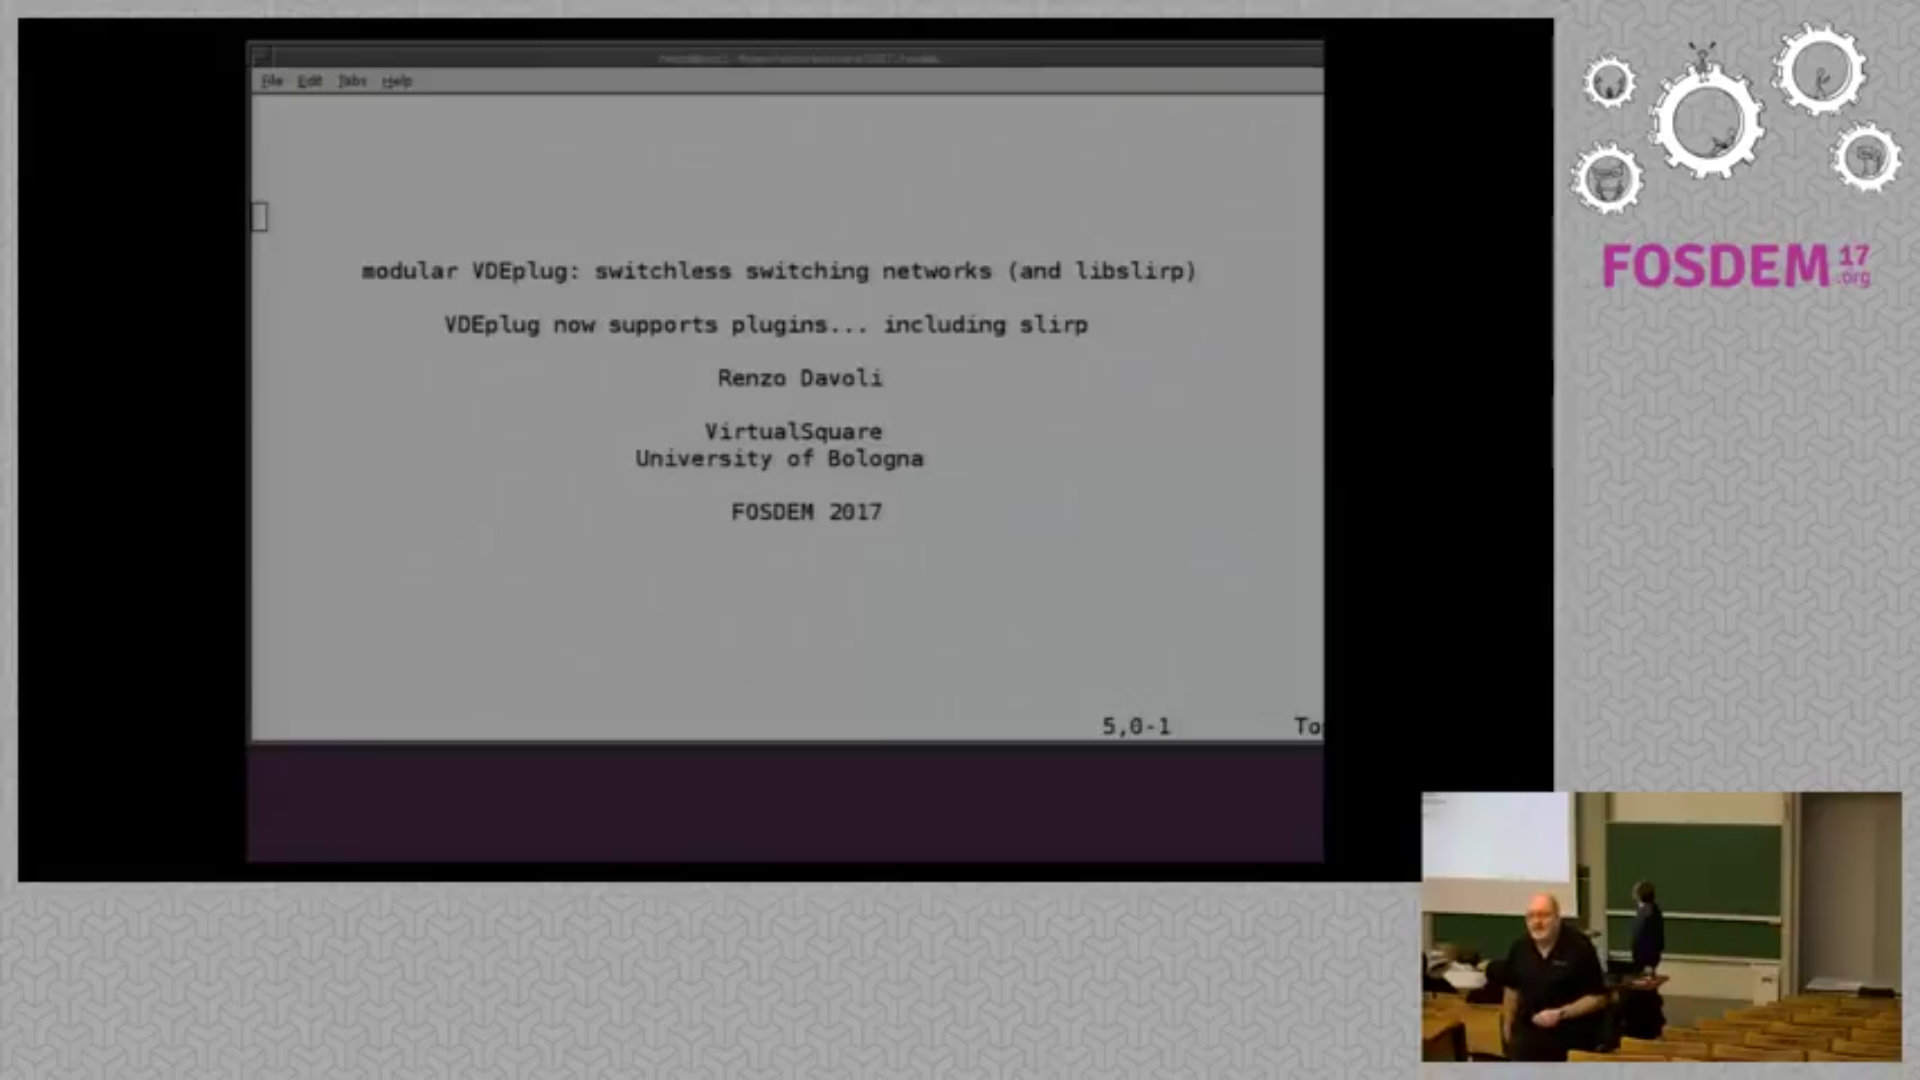 File Edit Tabs Help
modular VDEplug: switchless switching networks (and libslirp)
VDEplug now supports plugins... including slirp
Renzo Davoli
VirtualSquare
University of Bologna
FOSDEM 2017
5,0-1 To
FOSDEM 17
.org